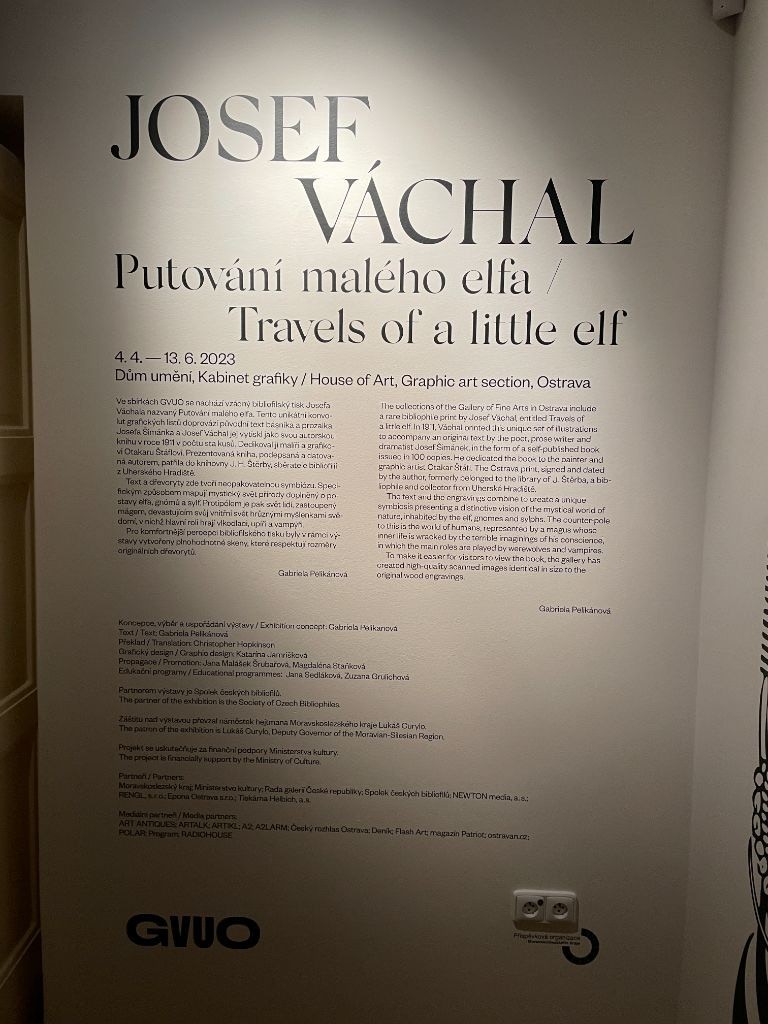 JOSEF
VÁCHAL
Putování malého elfa /
Travels of a little elf
4. 4. — 13. 6. 2023
Dům umění, Kabinet grafiky / House of Art, Graphic art section, Ostrava
Ve sbírkách GVUO se nachází vzácný bibliofilský tisk Josefa
Váchala nazvaný Putování malého elfa. Tento unikátní konvo-
lut grafických listů doprovází původní text básníka a prozaika
Josefa Šimánka a Josef Váchal jej vytiskl jako svou autorskou
knihu v roce 1911 v počtu sta kusů. Dedikoval ji malíři a grafiko-
vi Otakaru Štáflovi. Prezentovaná kniha, podepsaná a datova-
ná autorem, patřila do knihovny J. H. Štěrby, sběratele a bibliofila
z Uherského Hradiště.
Text a dřevoryty zde tvoří neopakovatelnou symbiózu. Speci-
fickým způsobem mapují mystický svět přírody doplněný o po-
stavy elfa, gnómů a sylf. Protipólem je pak svět lidí, zastoupený
mágem, devastujícím svůj vnitřní svět hrůznými myšlenkami svě-
domí, v nichž hlavní roli hrají vlkodlaci, upíři a vampýři.
Pro komfortnější percepci bibliofilského tisku byly v rámci vý-
stavy vytvořeny plnohodnotné skeny, které respektují rozměry
originálních dřevorytů.
Gabriela Pelikánová
The collections of the Gallery of Fine Arts in Ostrava include
a rare bibliophile print by Josef Váchal, entitled Travels of
a little elf. In 1911, Váchal printed this unique set of illustrations
to accompany an original text by the poet, prose writer and
dramatist Josef Šimánek, in the form of a self-published book
issued in 100 copies. He dedicated the book to the painter and
graphic artist Otakar Štáfl. The Ostrava print, signed and dated
by the author, formerly belonged to the library of J. Štěrba, a bib-
liophile and collector from Uherské Hradiště.
The text and the engravings combine to create a unique
symbiosis presenting a distinctive vision of the mystical world of
nature, inhabited by the elf, gnomes and sylphs. The counter-pole
to this is the world of humans, represented by a magus whose
inner life is wracked by the terrible imaginings of his conscience,
in which the main roles are played by werewolves and vampires.
To make it easier for visitors to view the book, the gallery has
created high-quality scanned images identical in size to the
original wood engravings.
Gabriela Pelikánová
Koncepce, výběr a uspořádání výstavy / Exhibition concept: Gabriela Pelikánová
Text / Text: Gabriela Pelikánová
Překlad / Translation: Christopher Hopkinson
Grafický design / Graphic design: Katarína Jamrišková
Propagace / Promotion: Jana Malášek Šrubařová, Magdaléna Staňková
Edukační programy / Educational programmes: Jana Sedláková, Zuzana Grulichová
Partnerem výstavy je Spolek českých bibliofilů.
The partner of the exhibition is the Society of Czech Bibliophiles.
Záštitu nad výstavou převzal náměstek hejtmana Moravskoslezského kraje Lukáš Curylo.
The patron of the exhibition is Lukáš Curylo, Deputy Governor of the Moravian-Silesian Region.
Projekt se uskutečňuje za finanční podpory Ministerstva kultury.
The project is financially support by the Ministry of Culture.
Partneři / Partners:
Moravskoslezský kraj; Ministerstvo kultury; Rada galerií České republiky; Spolek českých bibliofilů; NEWTON media, a.s.;
RENGL, s.r.o.; Epona Ostrava s.r.o.; Tiskárna Helbich, a.s.
Mediální partneři / Media partners:
ART ANTIQUES; ARTALK; ARTIKL; A2; A2LARM; Český rozhlas Ostrava; Deník; Flash Art; magazín Patriot; ostravan.cz;
POLAR; Program; RADIOHOUSE
GVUO
Příspěvková organizace
Moravskoslezského kraje